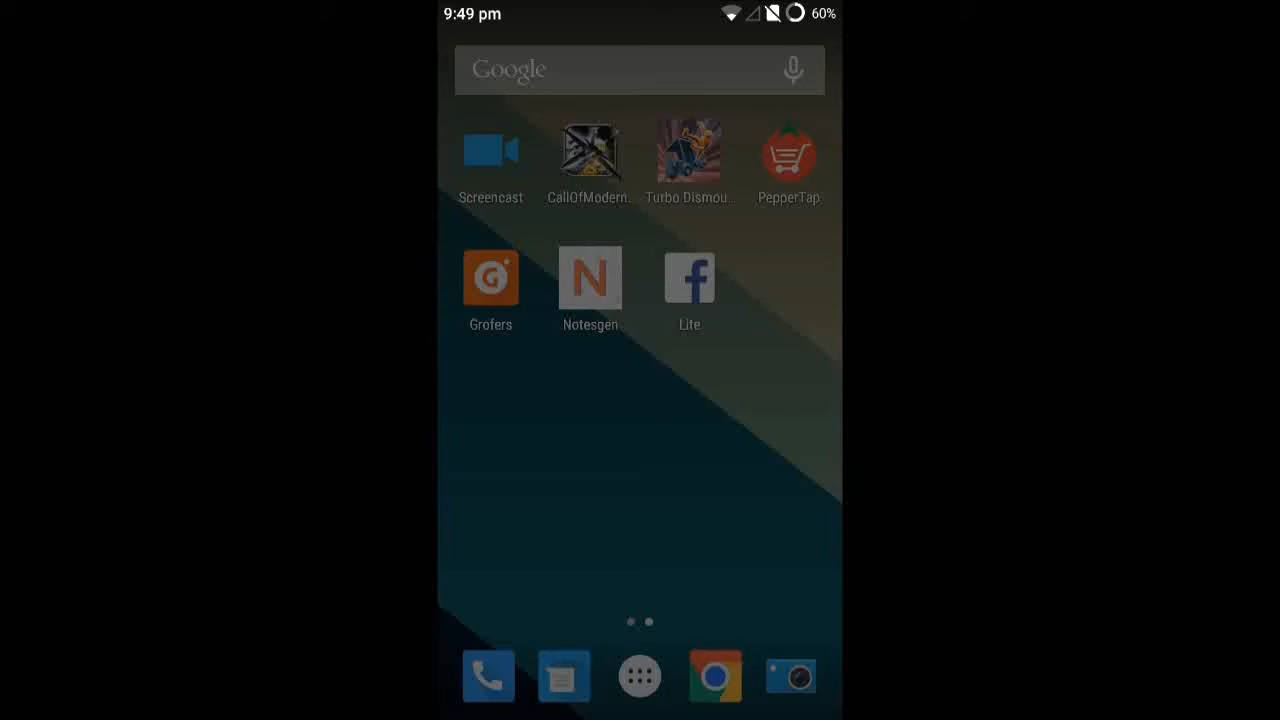 9:49 pm 60%
Google
Screencast CallOfModern.. Turbo Dismou.. PepperTap
G N f
Grofers Notesgen Lite